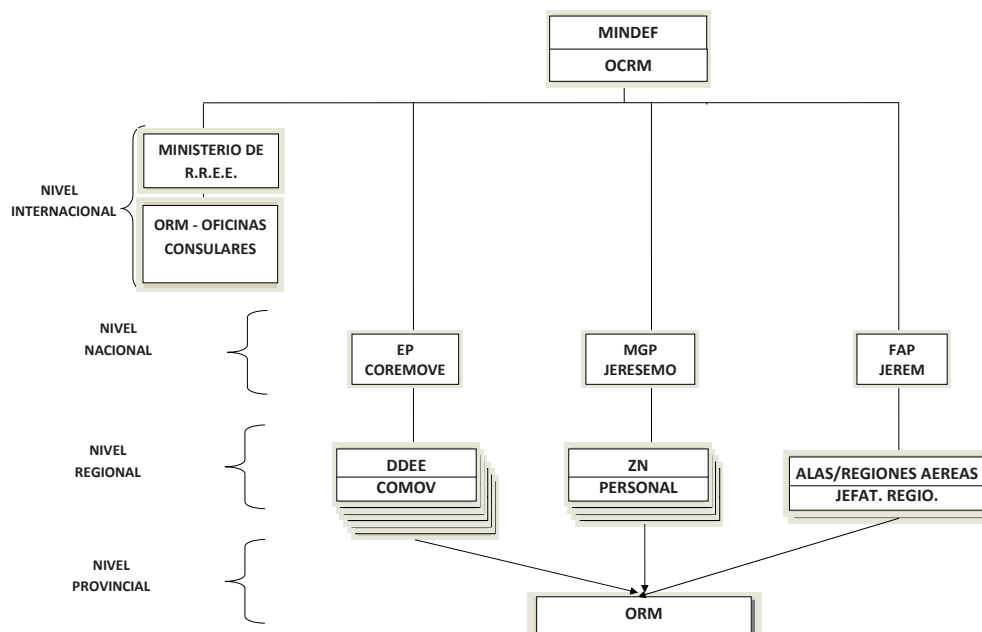 MINDEF
OCRM
MINISTERIO DE
R.R.E.E.
NIVEL
INTERNACIONAL
ORM - OFICINAS
CONSULARES
NIVEL
NACIONAL
EP
COREMOVE
MGP
JERESEMO
FAP
JEREM
NIVEL
REGIONAL
DDEE
COMOV
ZN
PERSONAL
ALAS/REGIONES AEREAS
JEFAT. REGIO.
NIVEL
PROVINCIAL
ORM